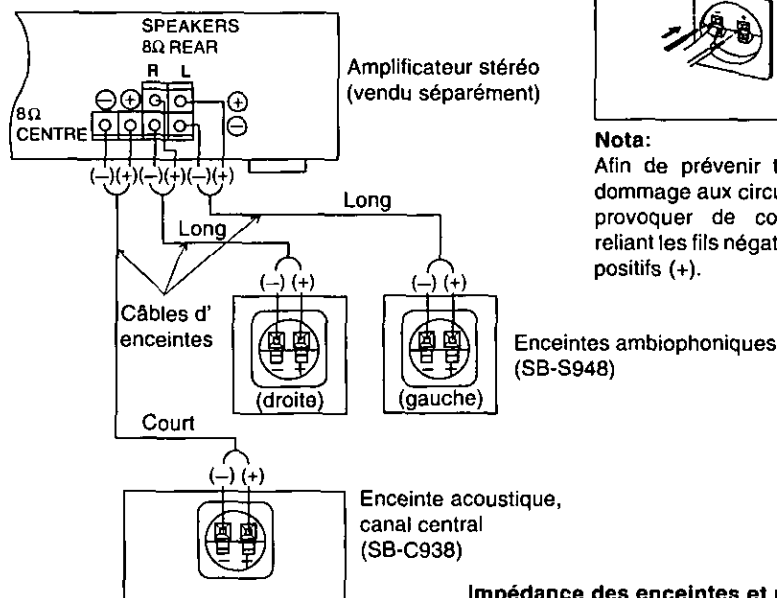 SPEAKERS
8Ω REAR
R L
⊖ ⊕
⊕
⊖
8Ω
CENTRE
Amplificateur stéréo
(vendu séparément)
(−)(+)(−)(+)(−)(+)
Long
Long
Câbles d'
enceintes
(−) (+)
(−) (+)
− +
− +
(droite)
(gauche)
Enceintes ambiophoniques
(SB-S948)
Court
(−) (+)
− +
Enceinte acoustique,
canal central
(SB-C938)
− +
Nota:
Afin de prévenir t
dommage aux circu
provoquer de co
reliant les fils négat
positifs (+).
Impédance des enceintes et